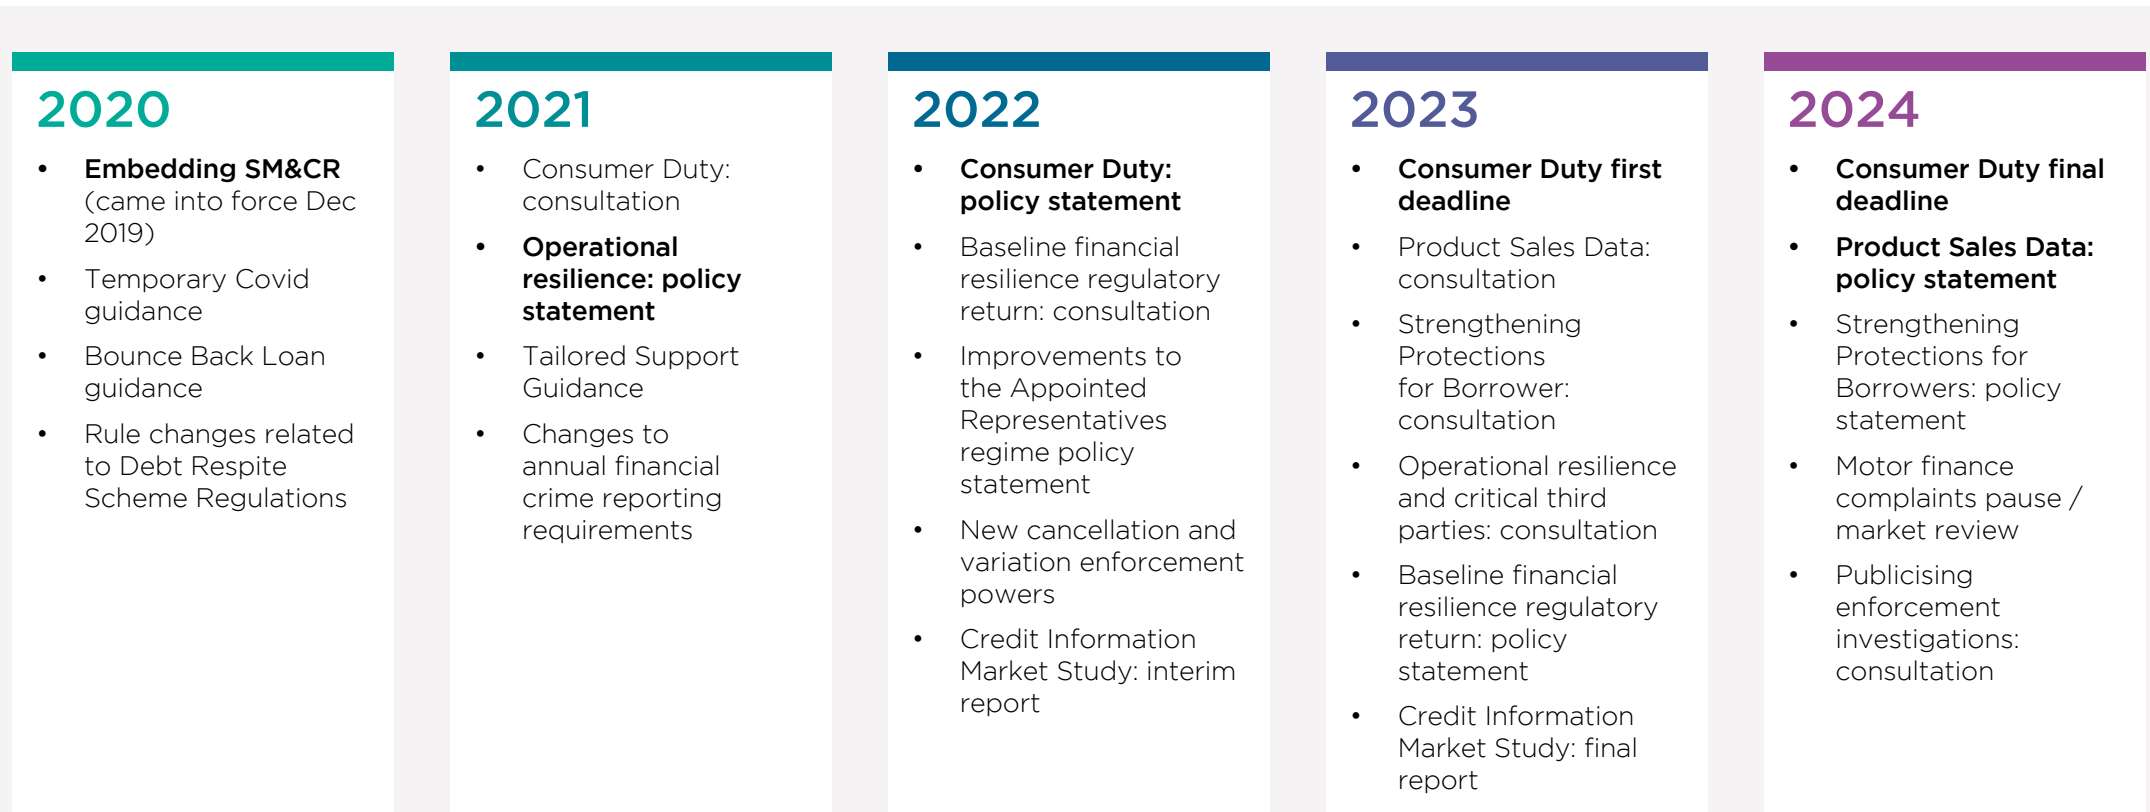 2020
• Embedding SM&CR
(came into force Dec
2019)
• Temporary Covid
guidance
• Bounce Back Loan
guidance
• Rule changes related
to Debt Respite
Scheme Regulations
2021
• Consumer Duty:
consultation
• Operational
resilience: policy
statement
• Tailored Support
Guidance
• Changes to
annual financial
crime reporting
requirements
2022
• Consumer Duty:
policy statement
• Baseline financial
resilience regulatory
return: consultation
• Improvements to
the Appointed
Representatives
regime policy
statement
• New cancellation and
variation enforcement
powers
• Credit Information
Market Study: interim
report
2023
• Consumer Duty first
deadline
• Product Sales Data:
consultation
• Strengthening
Protections
for Borrower:
consultation
• Operational resilience
and critical third
parties: consultation
• Baseline financial
resilience regulatory
return: policy
statement
• Credit Information
Market Study: final
report
2024
• Consumer Duty final
deadline
• Product Sales Data:
policy statement
• Strengthening
Protections for
Borrowers: policy
statement
• Motor finance
complaints pause /
market review
• Publicising
enforcement
investigations:
consultation